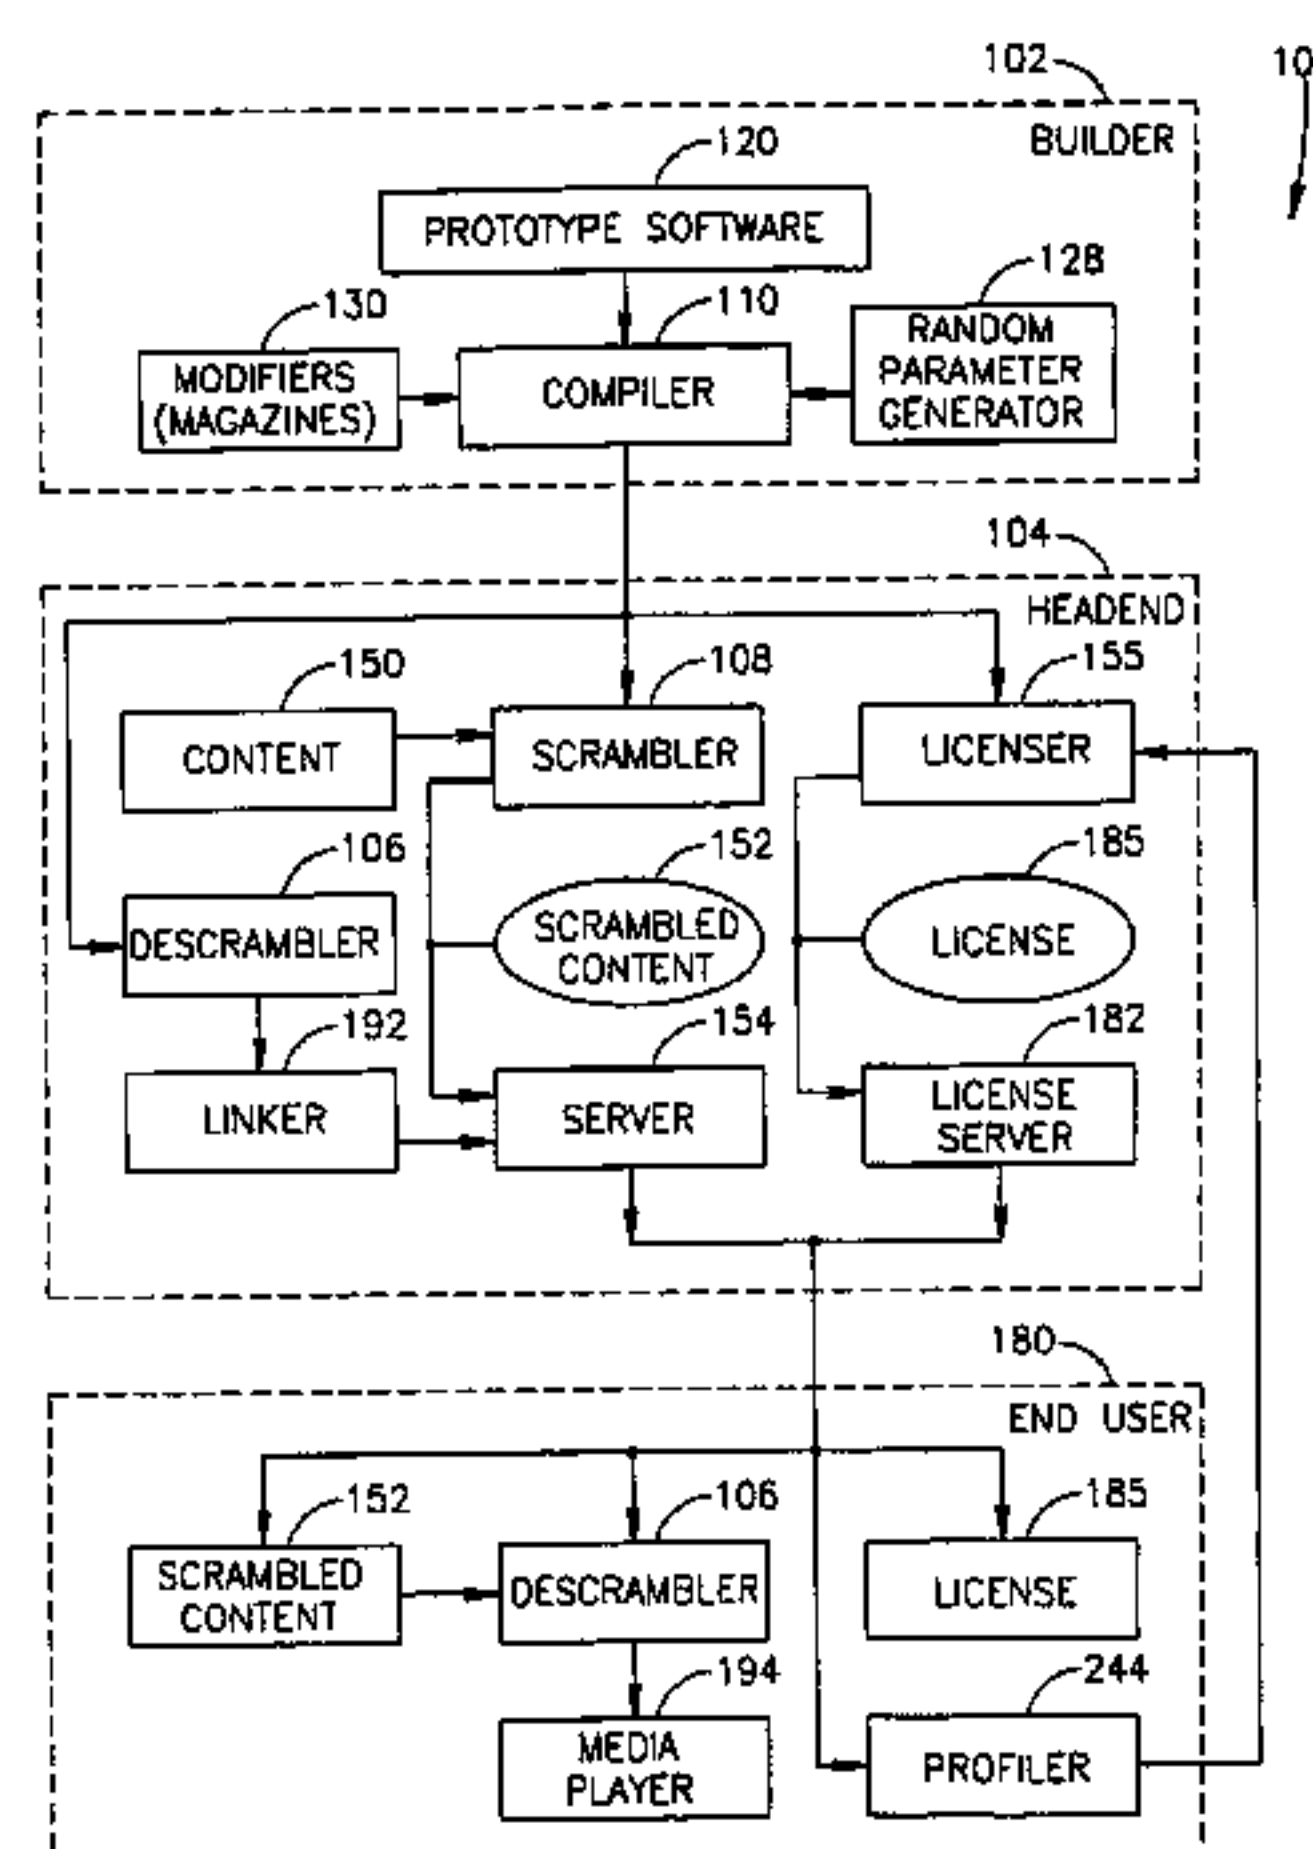 102
10
BUILDER
120
PROTOTYPE SOFTWARE
130
110
128
MODIFIERS
(MAGAZINES)
COMPILER
RANDOM
PARAMETER
GENERATOR
104
HEADEND
150
108
155
CONTENT
SCRAMBLER
LICENSER
106
152
185
DESCRAMBLER
SCRAMBLED
CONTENT
LICENSE
192
154
182
LINKER
SERVER
LICENSE
SERVER
180
END USER
152
106
185
SCRAMBLED
CONTENT
DESCRAMBLER
LICENSE
194
244
MEDIA
PLAYER
PROFILER